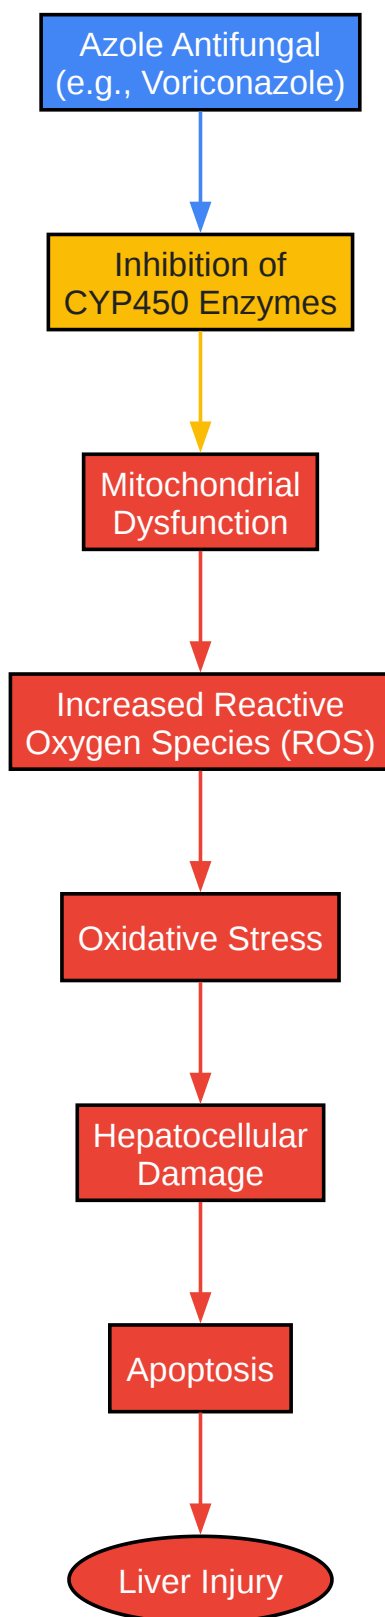 Azole Antifungal
(e.g., Voriconazole)
Inhibition of
CYP450 Enzymes
Mitochondrial
Dysfunction
Increased Reactive
Oxygen Species (ROS)
Oxidative Stress
Hepatocellular
Damage
Apoptosis
Liver Injury